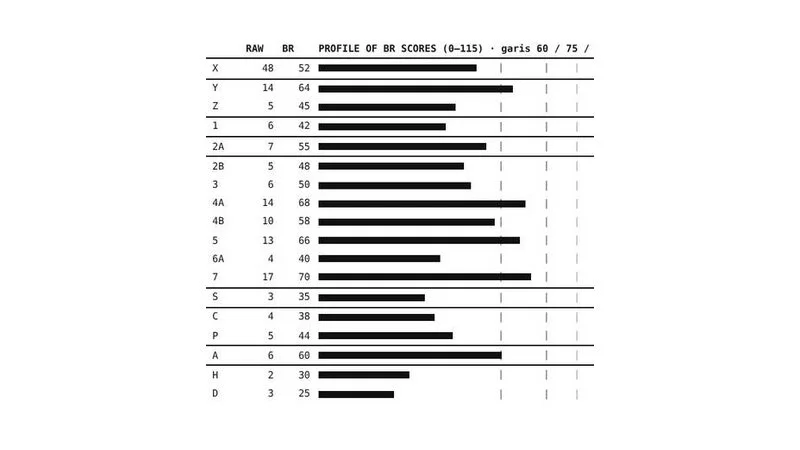 RAW BR PROFILE OF BR SCORES (0–115) · garis 60 / 75 /
X 48 52
Y 14 64
Z 5 45
1 6 42
2A 7 55
2B 5 48
3 6 50
4A 14 68
4B 10 58
5 13 66
6A 4 40
7 17 70
S 3 35
C 4 38
P 5 44
A 6 60
H 2 30
D 3 25